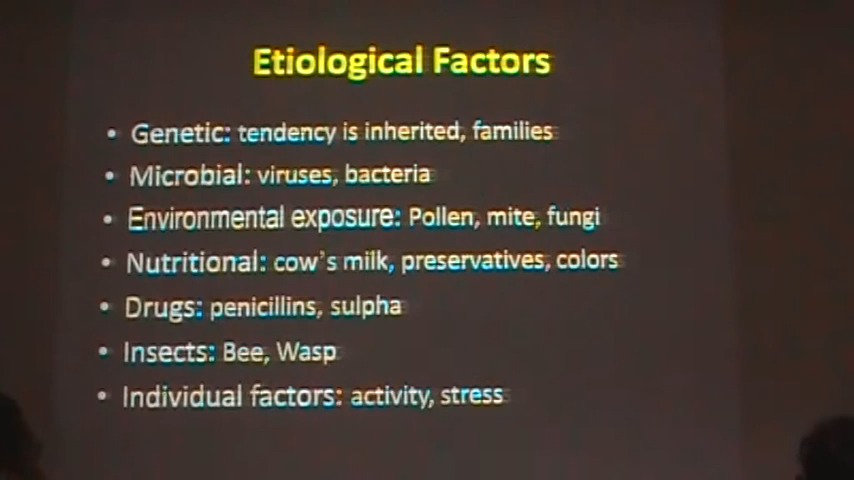 Etiological Factors
• Genetic: tendency is inherited, families
• Microbial: viruses, bacteria
• Environmental exposure: Pollen, mite, fungi
• Nutritional: cow's milk, preservatives, colors
• Drugs: penicillins, sulpha
• Insects: Bee, Wasp
• Individual factors: activity, stress